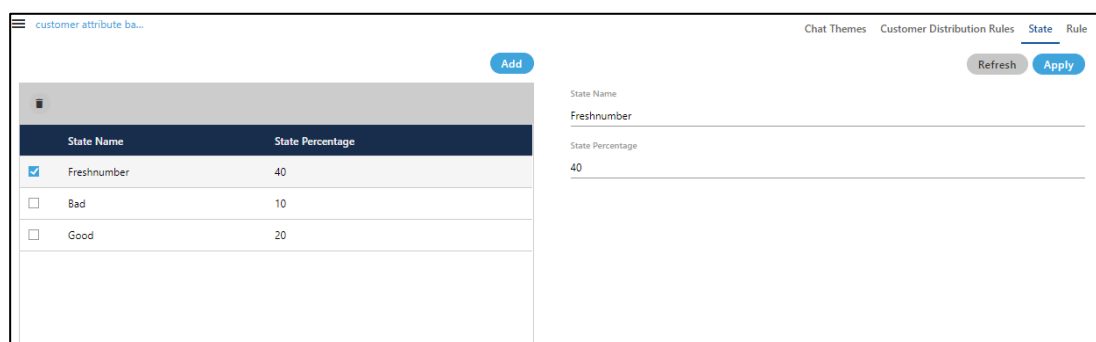 customer attribute ba...
Chat Themes Customer Distribution Rules State Rule
Add
Refresh Apply
State Name State Percentage
Freshnumber 40
Bad 10
Good 20
State Name
Freshnumber
State Percentage
40